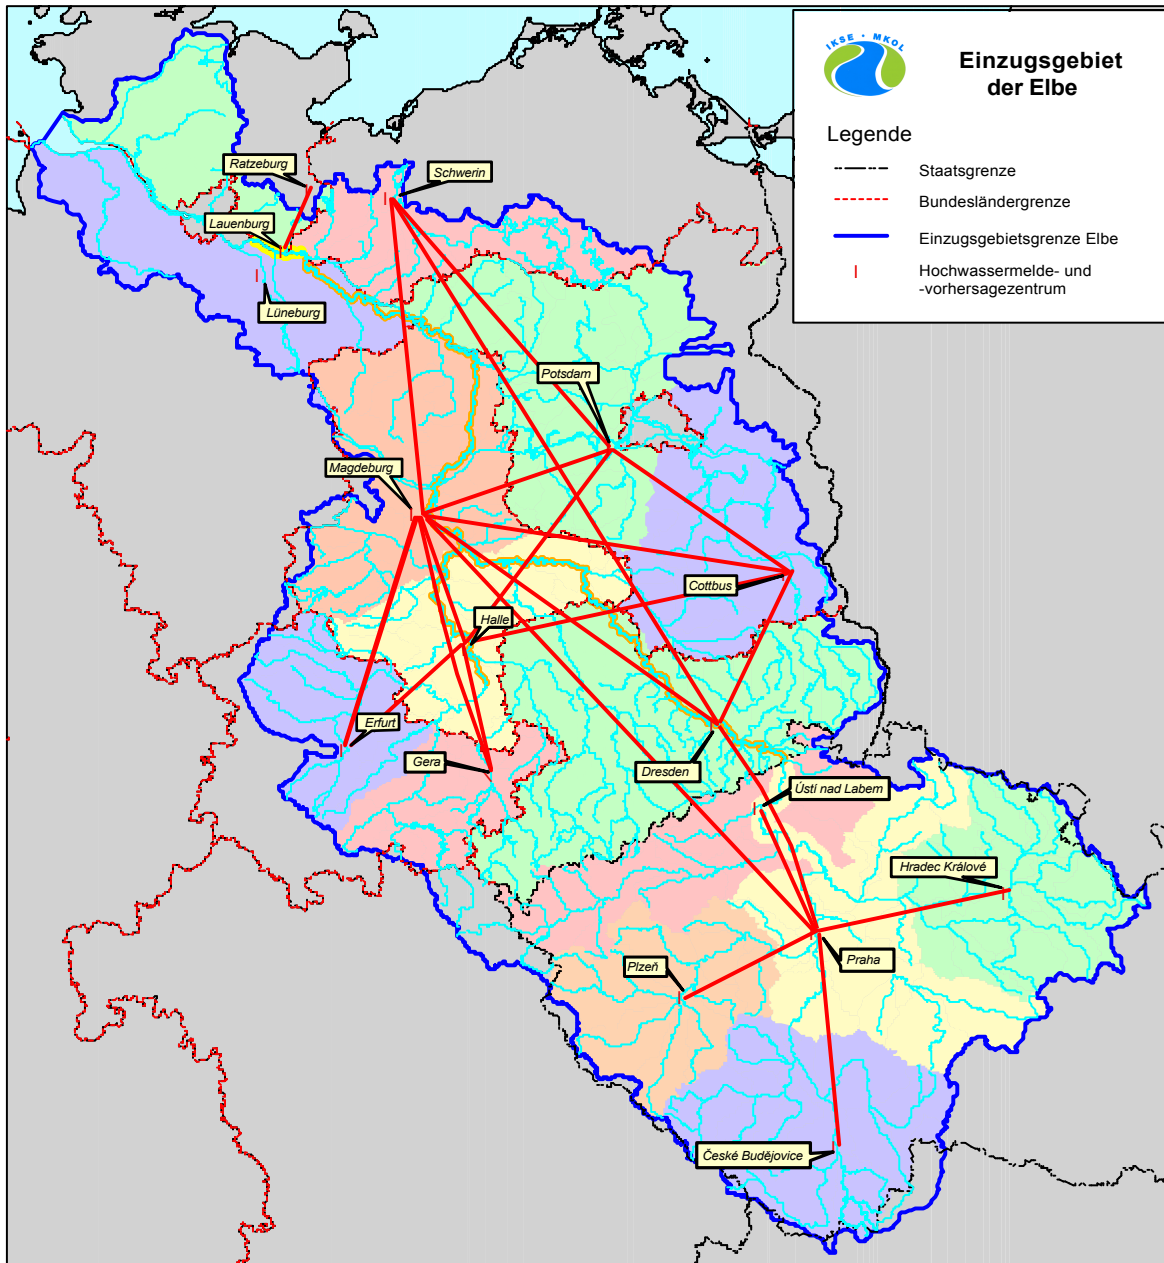 IKSE • MKOL
Einzugsgebiet
der Elbe
Legende
Staatsgrenze
Bundesländergrenze
Einzugsgebietsgrenze Elbe
Hochwassermelde- und
-vorhersagezentrum
Ratzeburg
Schwerin
Lauenburg
Lüneburg
Potsdam
Magdeburg
Cottbus
Halle
Erfurt
Gera
Dresden
Ústí nad Labem
Hradec Králové
Praha
Plzeň
České Budějovice